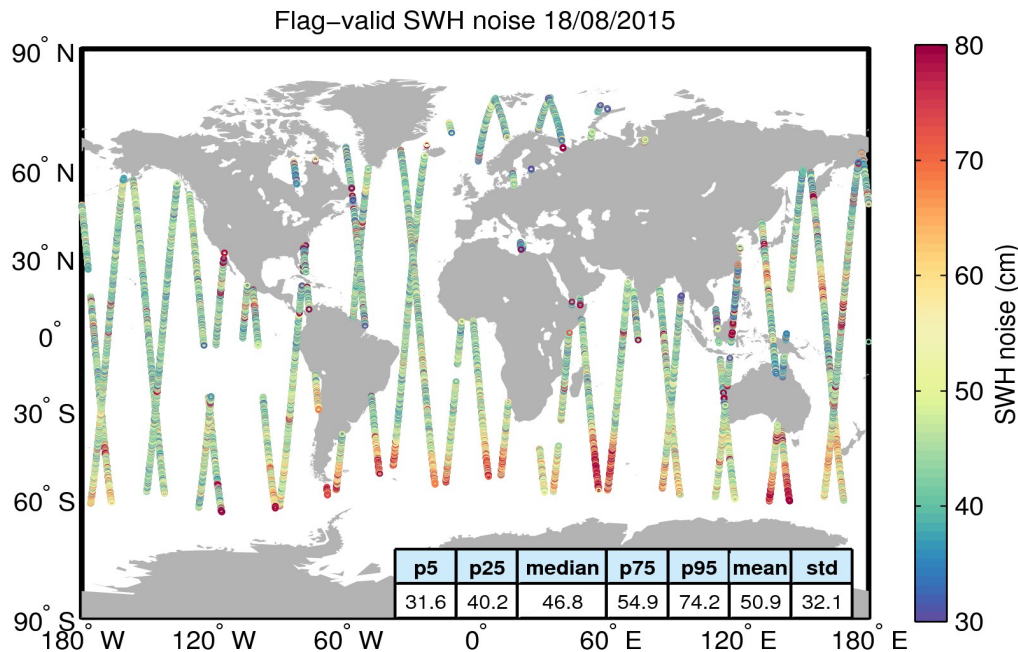 Flag−valid SWH noise 18/08/2015
90° N
60° N
30° N
0°
30° S
60° S
90° S
180° W
120° W
60° W
0°
60° E
120° E
180° E
p5 p25 median p75 p95 mean std
31.6 40.2 46.8 54.9 74.2 50.9 32.1
80
70
60
50
40
30
SWH noise (cm)